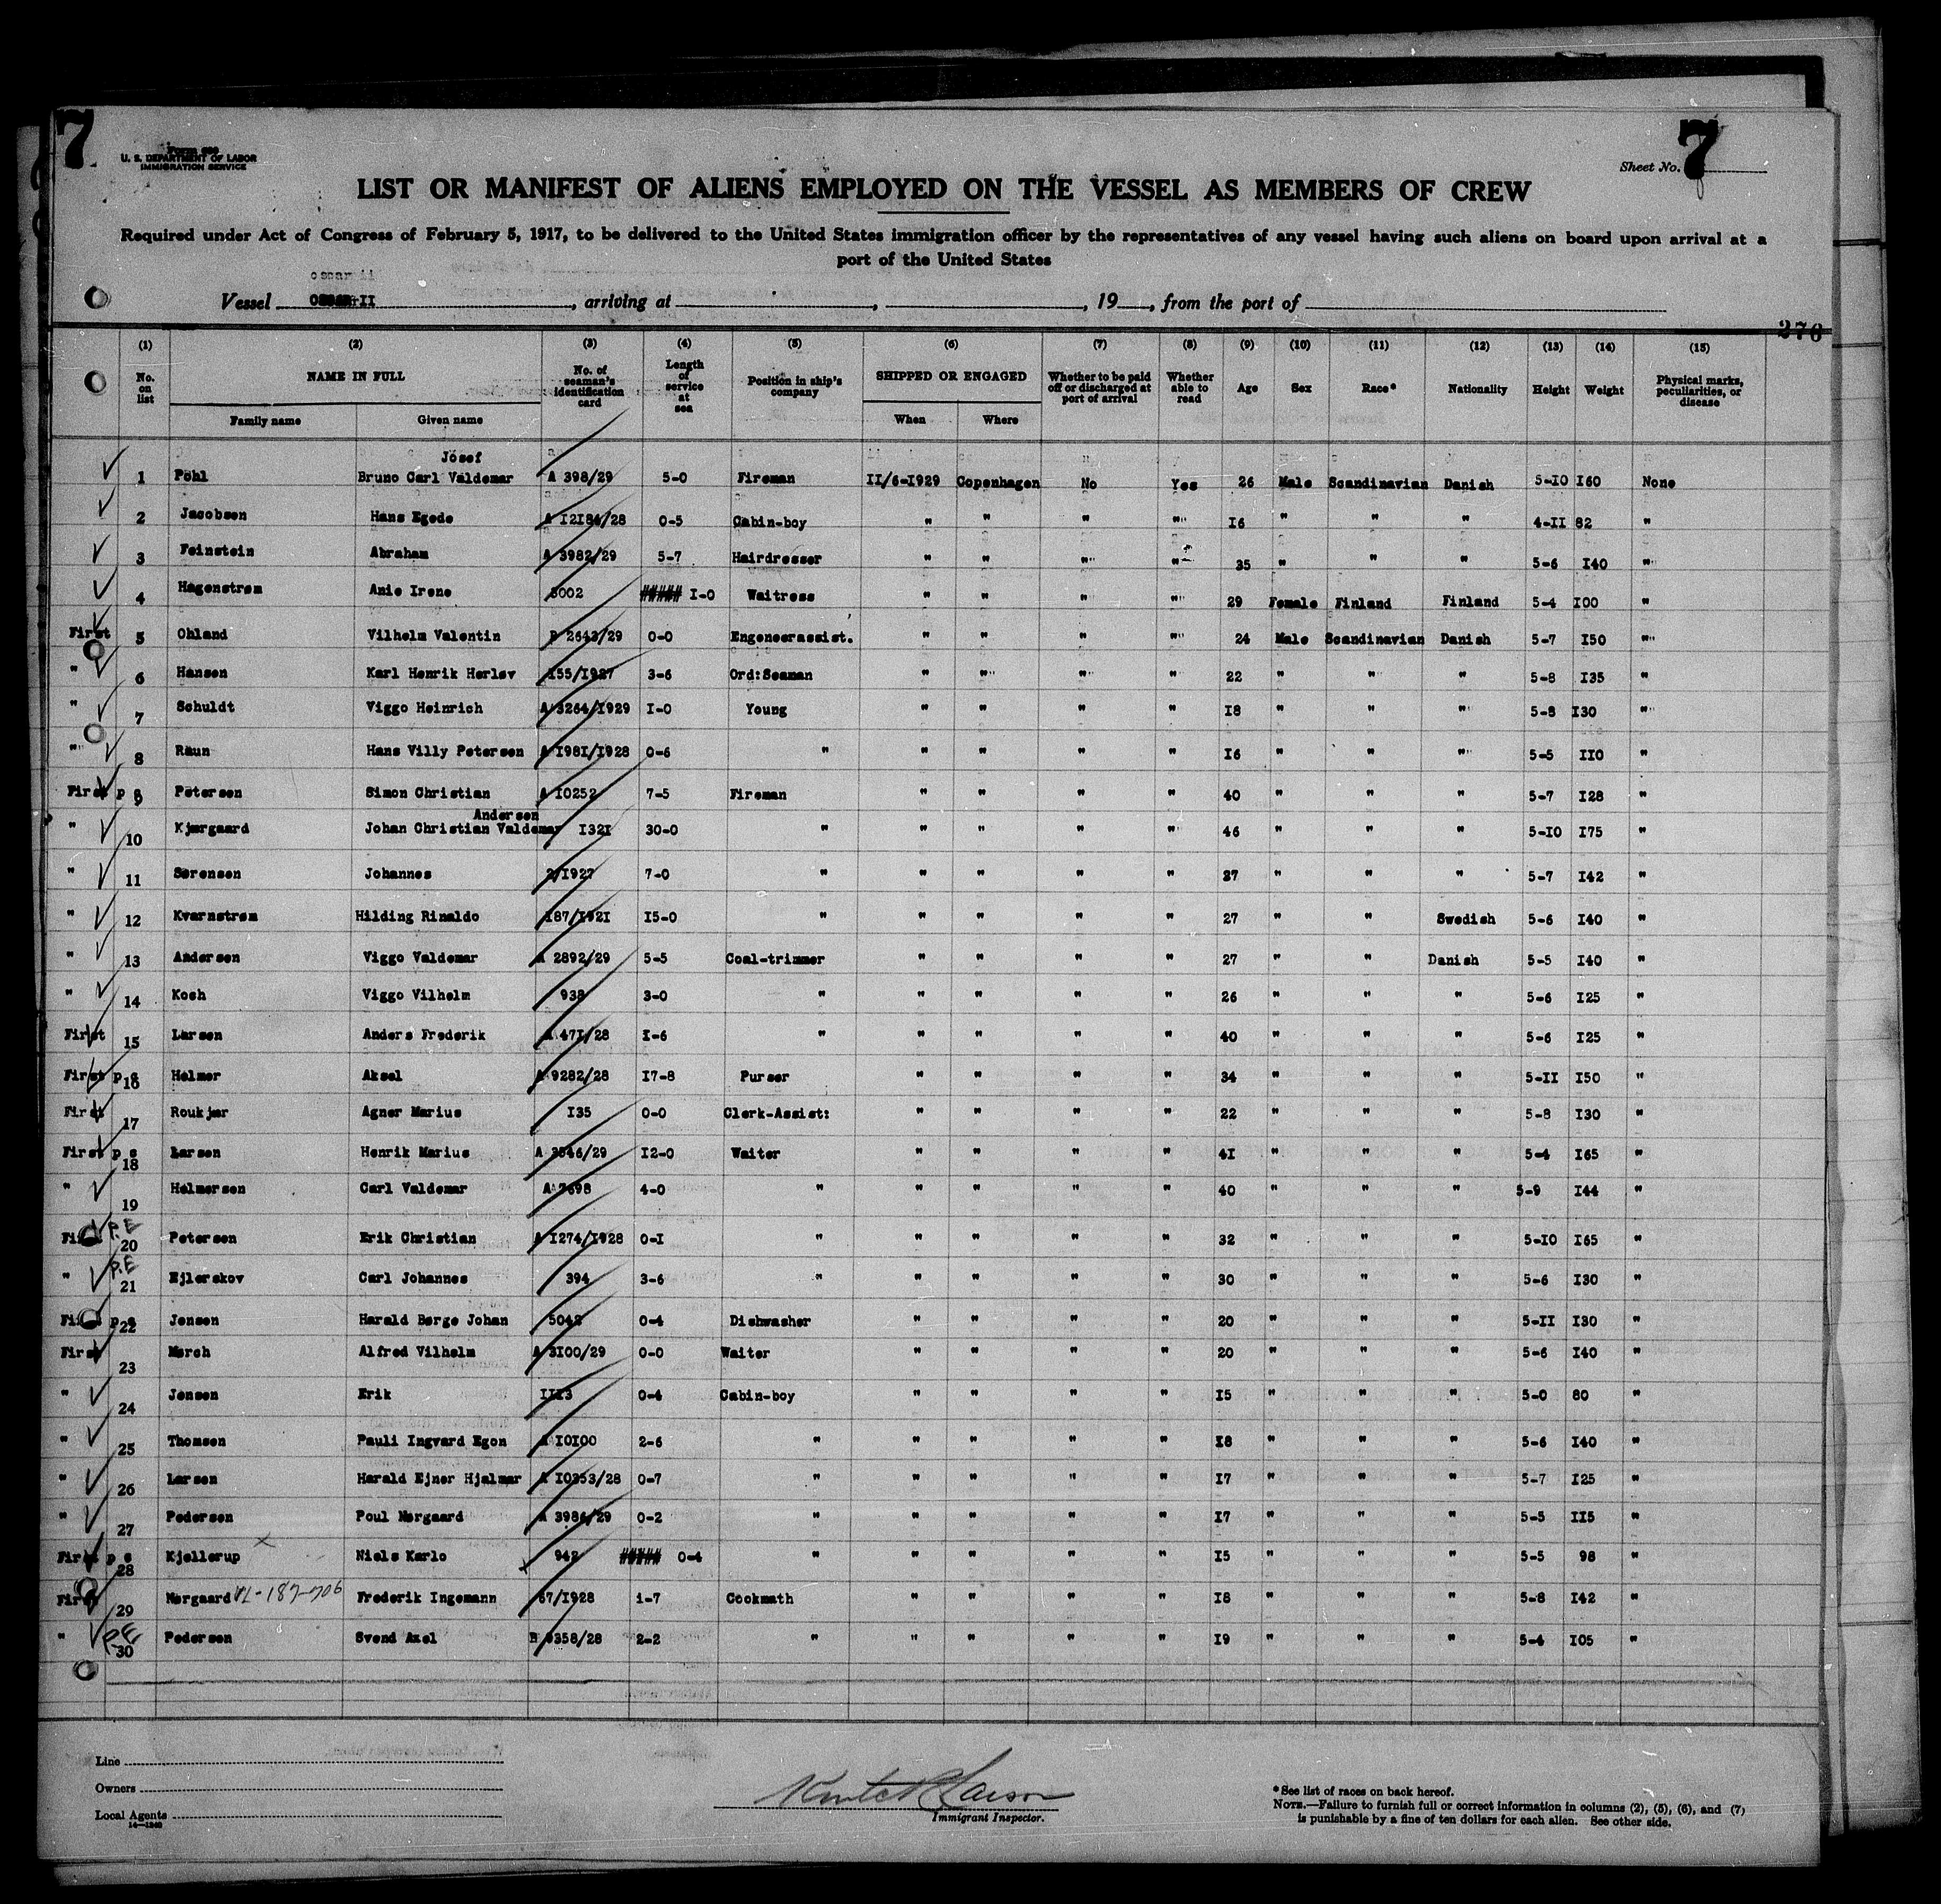 7
Form 689
U. S. DEPARTMENT OF LABOR
IMMIGRATION SERVICE
Sheet No. 7
LIST OR MANIFEST OF ALIENS EMPLOYED ON THE VESSEL AS MEMBERS OF CREW
Required under Act of Congress of February 5, 1917, to be delivered to the United States immigration officer by the representatives of any vessel having such aliens on board upon arrival at a
port of the United States
oscar ii
Vessel II, arriving at , , 19 , from the port of
276
(1) (2) (3) (4) (5) (6) (7) (8) (9) (10) (11) (12) (13) (14) (15)
No. on list NAME IN FULL No. of seaman's identification card Length of service at sea Position in ship's company SHIPPED OR ENGAGED Whether to be paid off or discharged at port of arrival Whether able to read Age Sex Race* Nationality Height Weight Physical marks, peculiarities, or disease
Family name Given name When Where
Josef
1 Pöhl Bruno Carl Valdemar A 398/29 5-0 Fireman II/6-1929 Copenhagen No Yes 26 Male Scandinavian Danish 5-10 160 None
2 Jacobsen Hans Egede A 12184/28 0-5 Cabin-boy " " " " 16 " " " 4-11 82 "
3 Feinstein Abraham A 3982/29 5-7 Hairdresser " " " " 35 " " " 5-6 140 "
4 Hagenstrøm Anie Irene 8002 ##### 1-0 Waitress " " " " 29 Female Finland Finland 5-4 100 "
First 5 Ohland Vilhelm Valentin B 2643/29 0-0 Engeneerassist. " " " " 24 Male Scandinavian Danish 5-7 150 "
" 6 Hansen Karl Henrik Herløv 155/1927 3-6 Ord:Seaman " " " " 22 " " " 5-8 135 "
" 7 Schuldt Viggo Heinrich A 3264/1929 1-0 Young " " " " 18 " " " 5-8 130 "
" 8 Raun Hans Villy Petersen A 1981/1928 0-6 " " " " " 16 " " " 5-5 110 "
First p e 9 Petersen Simon Christian A 10252 7-5 Fireman " " " " 40 " " " 5-7 128 "
Andersen
" 10 Kjærgaard Johan Christian Valdemar 1321 30-0 " " " " " 46 " " " 5-10 175 "
" 11 Sørensen Johannes 2/1927 7-0 " " " " " 27 " " " 5-7 142 "
" 12 Kvarnstrøm Hilding Rinaldo 187/1921 15-0 " " " " " 27 " " Swedish 5-6 140 "
" 13 Andersen Viggo Valdemar A 2892/29 5-5 Coal-trimmer " " " " 27 " " Danish 5-5 140 "
" 14 Koch Viggo Vilhelm 938 3-0 " " " " " 26 " " " 5-6 125 "
First 15 Larsen Anders Frederik A 471/28 1-6 " " " " " 40 " " " 5-6 125 "
First p e 16 Helmer Aksel A 9282/28 17-8 Purser " " " " 34 " " " 5-11 150 "
First 17 Roukjær Agner Marius 135 0-0 Clerk-Assist: " " " " 22 " " " 5-8 130 "
First p e 18 Larsen Henrik Marius A 3546/29 12-0 Waiter " " " " 41 " " " 5-4 165 "
" 19 Helmersen Carl Valdemar A 7698 4-0 " " " " " 40 " " " 5-9 144 "
First P.E 20 Petersen Erik Christian A 1274/1928 0-1 " " " " " 32 " " " 5-10 165 "
" P.E 21 Ejlerskov Carl Johannes 394 3-6 " " " " " 30 " " " 5-6 130 "
First p e 22 Jensen Harald Børge Johan 5042 0-4 Dishwasher " " " " 20 " " " 5-11 130 "
First 23 Mørch Alfred Vilhelm A 3100/29 0-0 Waiter " " " " 20 " " " 5-6 140 "
" 24 Jensen Erik 1113 0-4 Cabin-boy " " " " 15 " " " 5-0 80 "
" 25 Thomsen Pauli Ingvard Egon A 10100 2-6 " " " " " 18 " " " 5-6 140 "
" 26 Larsen Harald Ejner Hjalmar A 10353/28 0-7 " " " " " 17 " " " 5-7 125 "
" 27 Pedersen Poul Nørgaard A 3984/29 0-2 " " " " " 17 " " " 5-5 115 "
First p e 28 Kjellerup x Niels Karlo 942 ##### 0-4 " " " " " 15 " " " 5-5 98 "
First 29 Nørgaard Frederik Ingemann 67/1928 1-7 Cockmath " " " " 18 " " " 5-8 142 "
" P.E 30 Pedersen Svend Axel B 9358/28 2-2 " " " " " 19 " " " 5-4 105 "
Line
Owners
Local Agents
14—1240
Immigrant Inspector.
*See list of races on back hereof.
NOTE.—Failure to furnish full or correct information in columns (2), (5), (6), and (7)
is punishable by a fine of ten dollars for each alien. See other side.